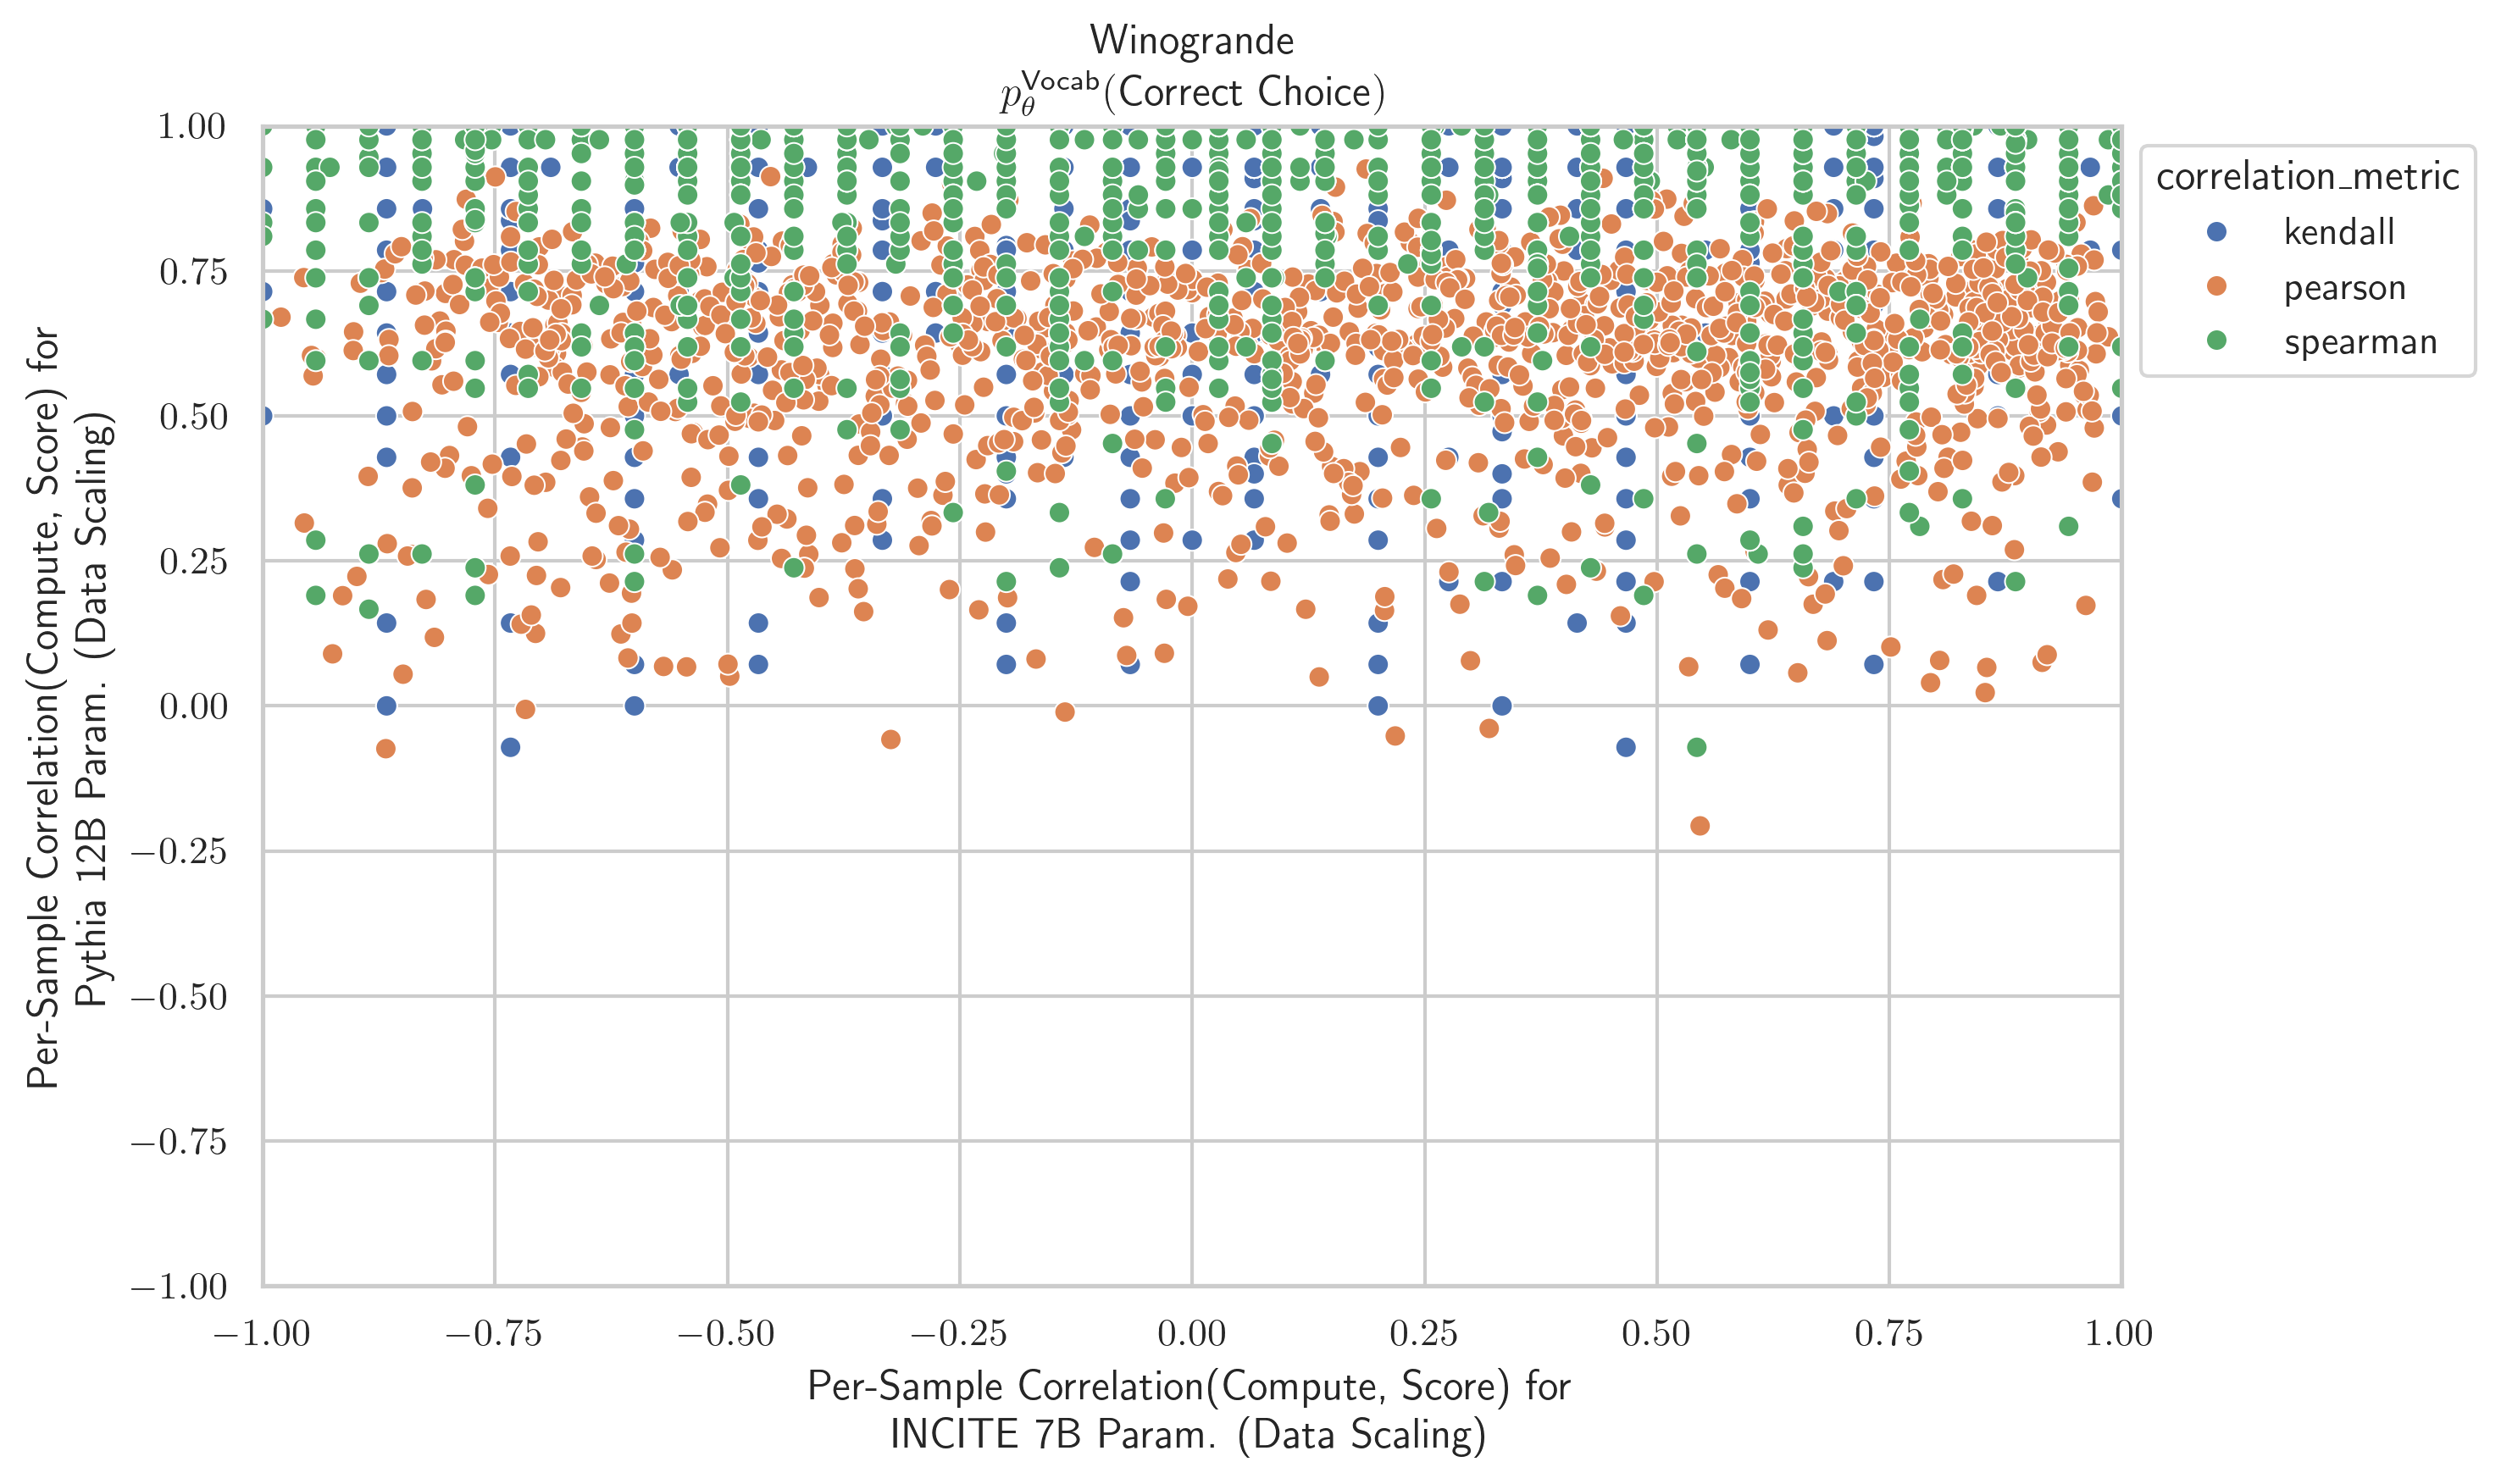 Winogrande
p_θ^Vocab(Correct Choice)
1.00
0.75
0.50
0.25
0.00
−0.25
−0.50
−0.75
−1.00
Per-Sample Correlation(Compute, Score) for
Pythia 12B Param. (Data Scaling)
correlation_metric
kendall
pearson
spearman
−1.00
−0.75
−0.50
−0.25
0.00
0.25
0.50
0.75
1.00
Per-Sample Correlation(Compute, Score) for
INCITE 7B Param. (Data Scaling)